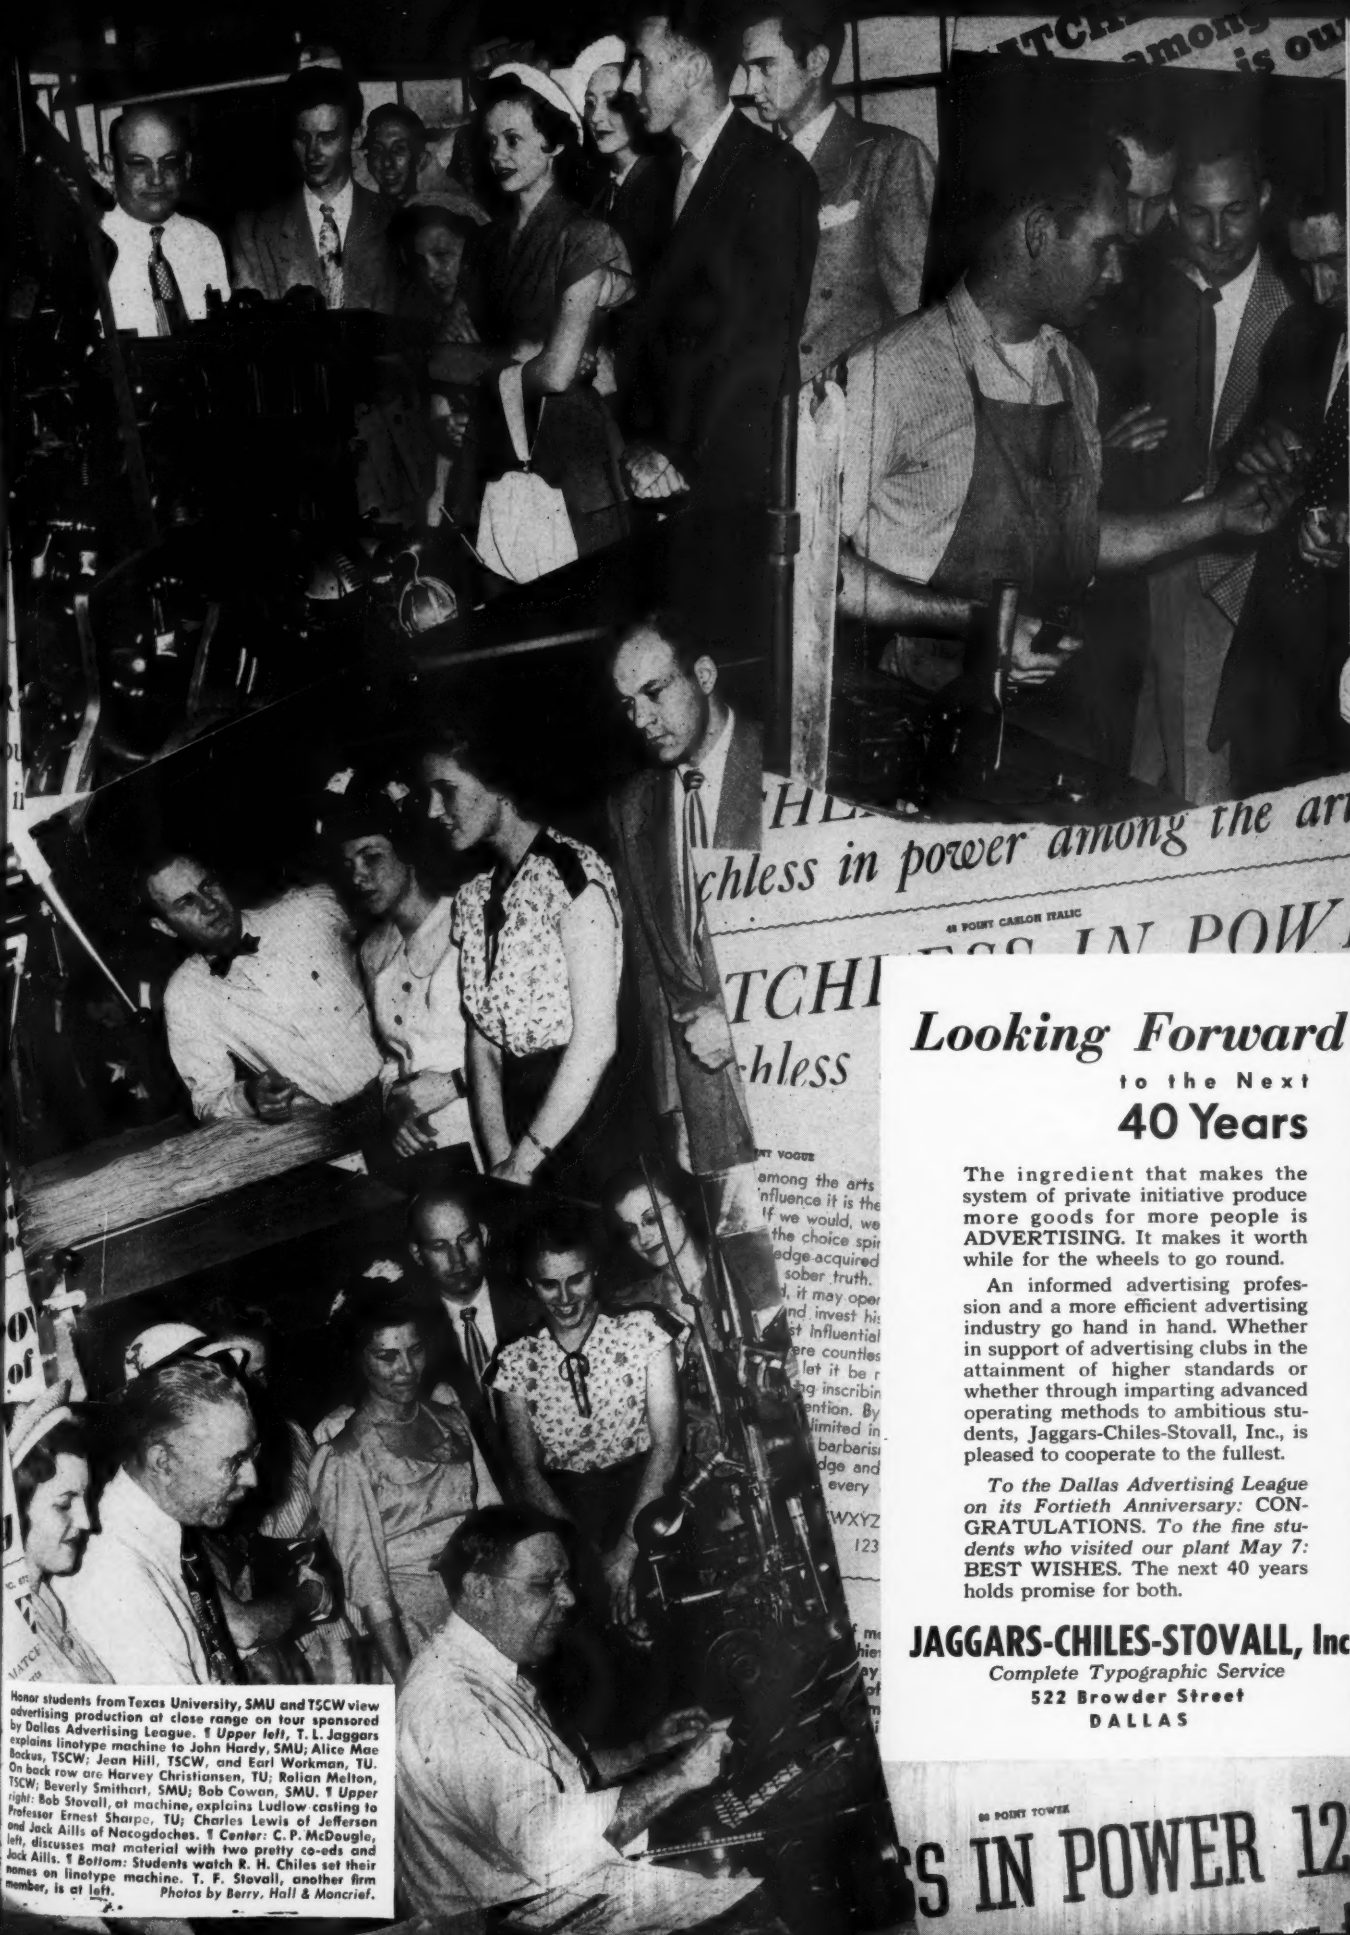 among
is ou
chless in power among the art
48 POINT CASLON ITALIC
IN POW
TCH
chless
VOGUE
among the arts
influence it is the
If we would, we
the choice spir
edge acquired
sober truth.
, it may open
nd invest his
st Influential
ere countles
let it be r
ng inscribin
ention. By
limited in
barbaris
dge and
every
WXYZ
123
of
Looking Forward
to the Next
40 Years
The ingredient that makes the
system of private initiative produce
more goods for more people is
ADVERTISING. It makes it worth
while for the wheels to go round.
An informed advertising profes-
sion and a more efficient advertising
industry go hand in hand. Whether
in support of advertising clubs in the
attainment of higher standards or
whether through imparting advanced
operating methods to ambitious stu-
dents, Jaggars-Chiles-Stovall, Inc., is
pleased to cooperate to the fullest.
To the Dallas Advertising League
on its Fortieth Anniversary: CON-
GRATULATIONS. To the fine stu-
dents who visited our plant May 7:
BEST WISHES. The next 40 years
holds promise for both.
JAGGARS-CHILES-STOVALL, Inc
Complete Typographic Service
522 Browder Street
DALLAS
Honor students from Texas University, SMU and TSCW view
advertising production at close range on tour sponsored
by Dallas Advertising League. ¶ Upper left, T. L. Jaggars
explains linotype machine to John Hardy, SMU; Alice Mae
Backus, TSCW; Jean Hill, TSCW, and Earl Workman, TU.
On back row are Harvey Christiansen, TU; Rolian Melton,
TSCW; Beverly Smithart, SMU; Bob Cowan, SMU. ¶ Upper
right: Bob Stovall, at machine, explains Ludlow casting to
Professor Ernest Sharpe, TU; Charles Lewis of Jefferson
and Jack Aills of Nacogdoches. ¶ Center: C. P. McDougle,
left, discusses mat material with two pretty co-eds and
Jack Aills. ¶ Bottom: Students watch R. H. Chiles set their
names on linotype machine. T. F. Stovall, another firm
member, is at left. Photos by Berry, Hall & Moncrief.
POINT TOWER
S IN POWER 12